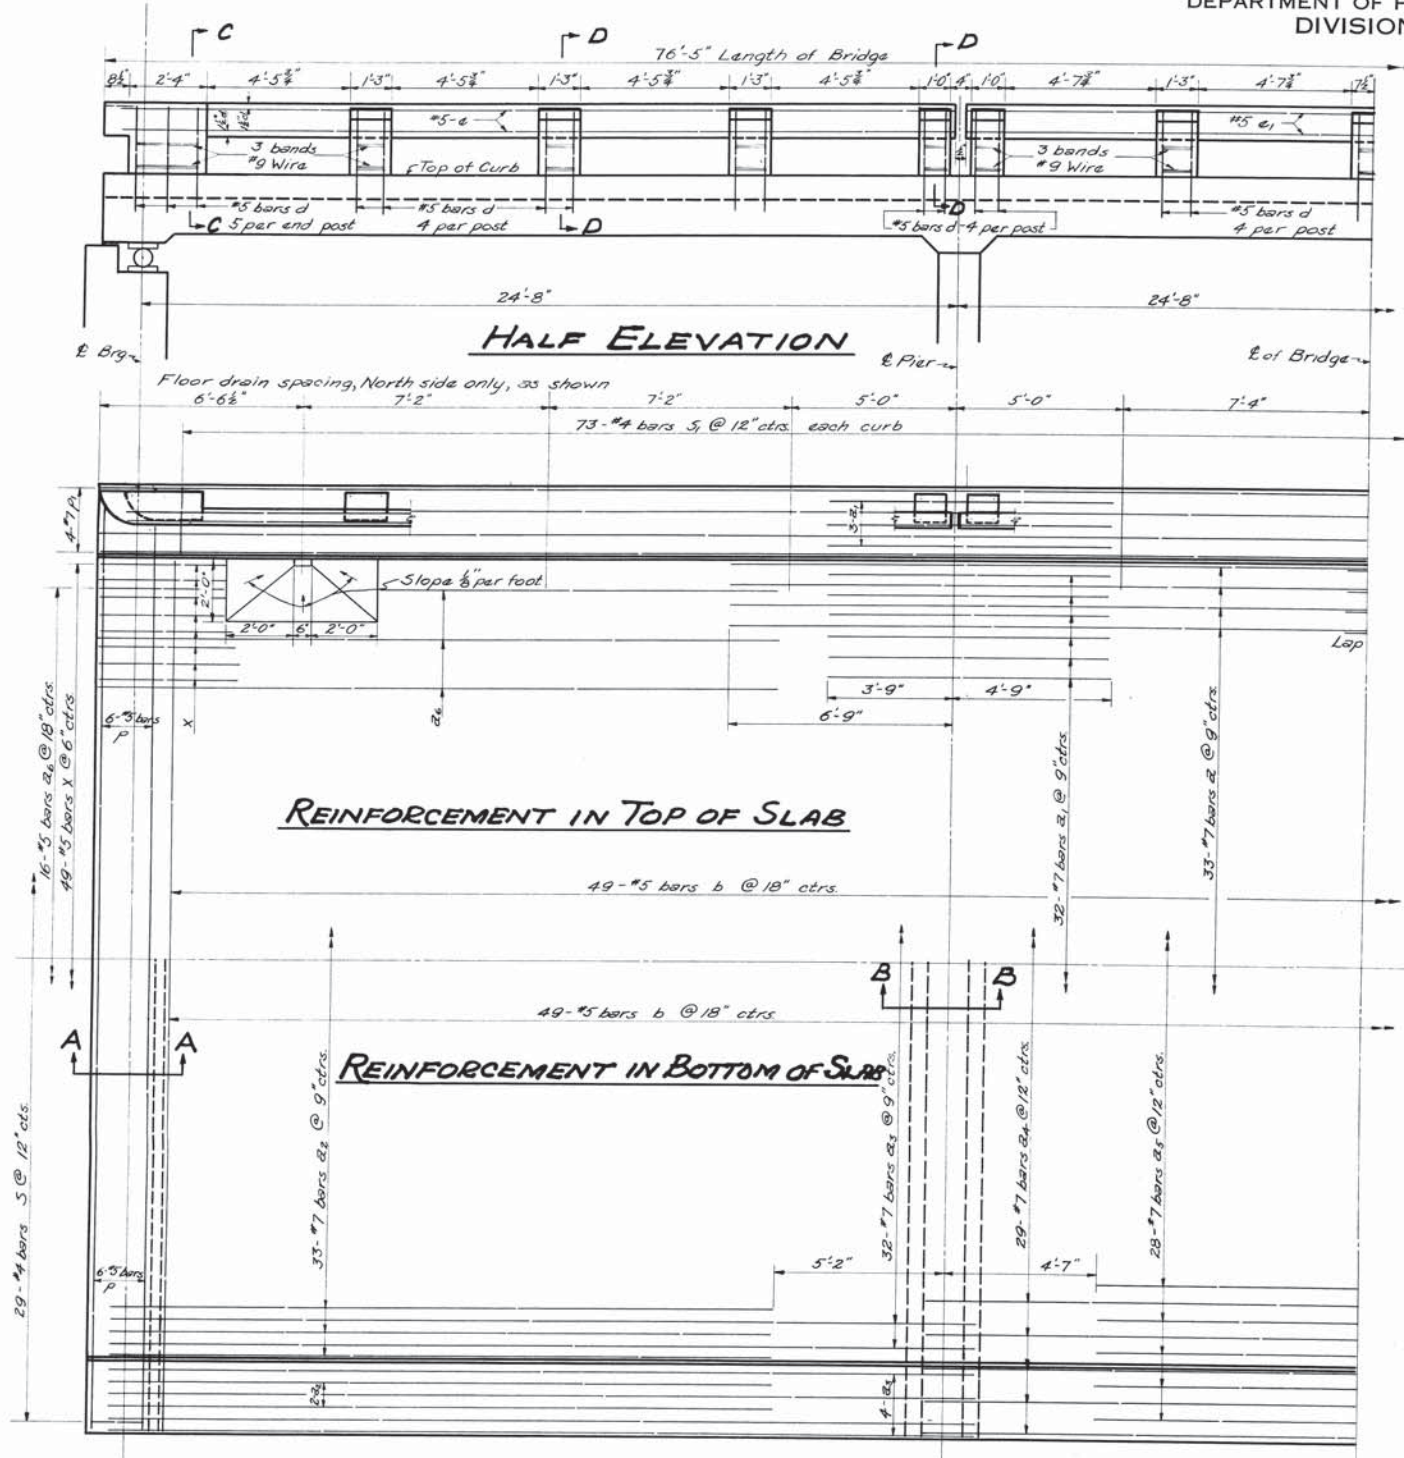 DEPARTMENT OF P
DIVISION
C D D
76'-5" Length of Bridge
8½" 2'-4" 4'-5¾" 1'-3" 4'-5¾" 1'-3" 4'-5¾" 1'-3" 4'-5¾" 1'-0" 4" 1'-0" 4'-7¾" 1'-3" 4'-7¾" 7½"
#5-e #5 e₁
3 bands 3 bands
#9 Wire #9 Wire
Top of Curb
#5 bars d #5 bars d D #5 bars d
C 5 per end post 4 per post D #5 bars d-4 per post 4 per post
24'-8" 24'-8"
HALF ELEVATION
℄ Brg. ℄ Pier ℄ of Bridge
Floor drain spacing, North side only, as shown
6'-6½" 7'-2" 7'-2" 5'-0" 5'-0" 7'-4"
73-#4 bars S₁ @ 12" ctrs. each curb
4-#7 p₁
3-a₁
Slope ⅛" per foot
2'-0"
2'-0" 6" 2'-0"
Lap
3'-9" 4'-9"
6'-9"
6-#5 bars
p
x
a₆
16-#5 bars a₆ @ 18" ctrs.
49-#5 bars x @ 6" ctrs.
32-#7 bars a₁ @ 9" ctrs.
33-#7 bars a @ 9" ctrs.
REINFORCEMENT IN TOP OF SLAB
49-#5 bars b @ 18" ctrs.
B B
49-#5 bars b @ 18" ctrs.
A A
REINFORCEMENT IN BOTTOM OF SLAB
29-#4 bars S @ 12" cts.
33-#7 bars a₂ @ 9" ctrs.
32-#7 bars a₃ @ 9" ctrs.
29-#7 bars a₄ @ 12" ctrs.
28-#7 bars a₅ @ 12" ctrs.
5'-2" 4'-7"
6-#5 bars
p
2-a₂
4-a₃